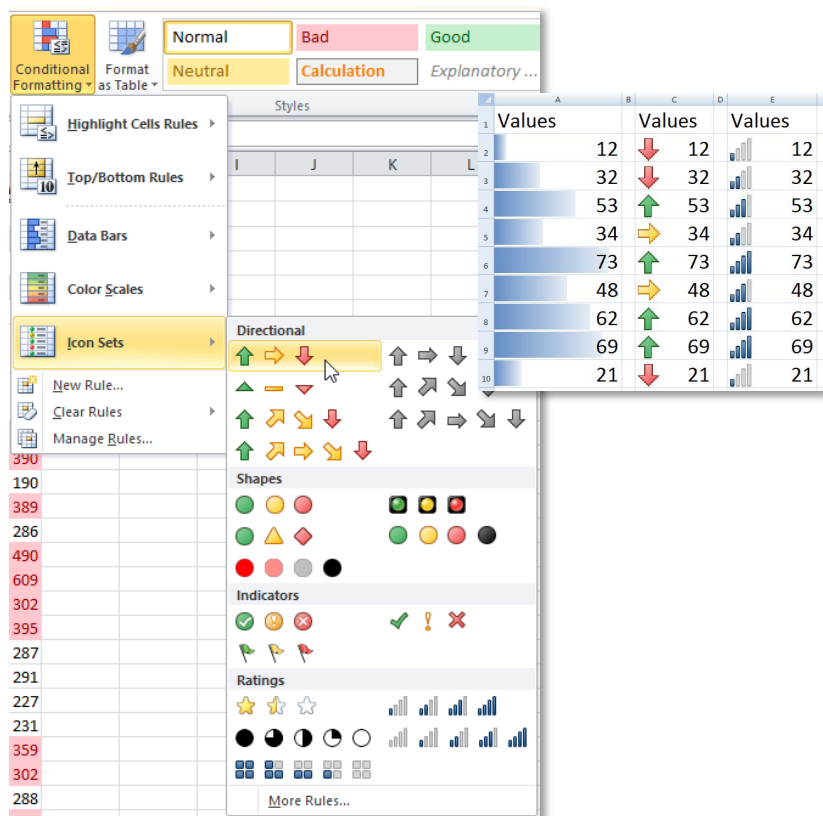 Normal Bad Good
Conditional Formatting
Format as Table
Neutral Calculation Explanatory ...
Styles
Highlight Cells Rules
Top/Bottom Rules
Data Bars
Color Scales
Icon Sets
New Rule...
Clear Rules
Manage Rules...
I J K L
Directional
Shapes
Indicators
Ratings
More Rules...
A B C D E
1 Values Values Values
2 12 12 12
3 32 32 32
4 53 53 53
5 34 34 34
6 73 73 73
7 48 48 48
8 62 62 62
9 69 69 69
10 21 21 21
390
190
389
286
490
609
302
395
287
291
227
231
359
302
288